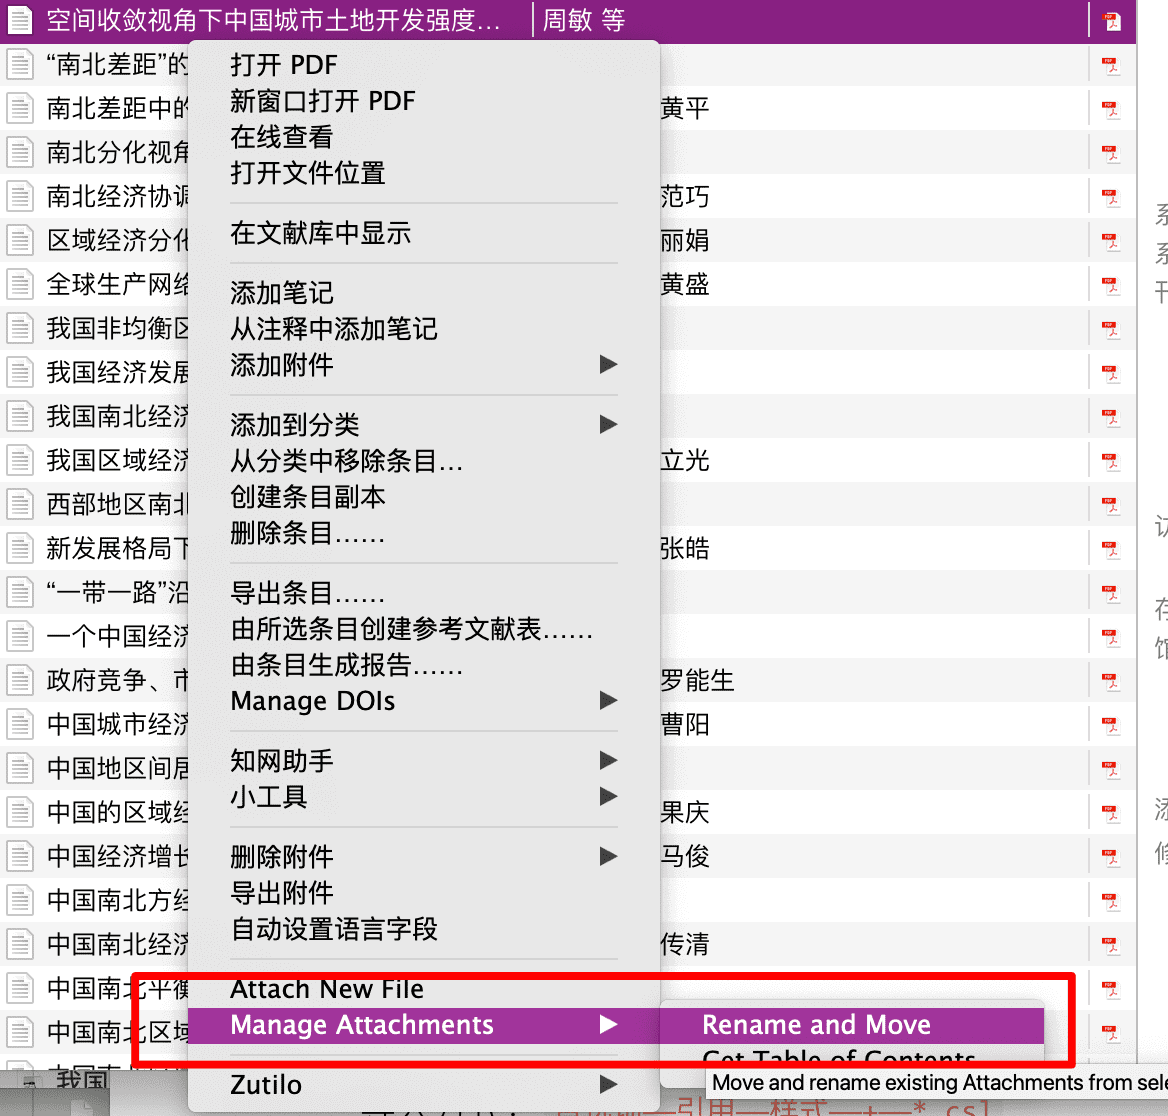 空间收敛视角下中国城市土地开发强度... 周敏 等
“南北差距”的
南北差距中的 黄平
南北分化视角
南北经济协调 范巧
区域经济分化 丽娟
全球生产网络 黄盛
我国非均衡区
我国经济发展
我国南北经济
我国区域经济 立光
西部地区南北
新发展格局下 张皓
“一带一路”沿
一个中国经济
政府竞争、市 罗能生
中国城市经济 曹阳
中国地区间居
中国的区域经 果庆
中国经济增长 马俊
中国南北方经
中国南北经济 传清
中国南北平衡
中国南北区域
我国
打开 PDF
新窗口打开 PDF
在线查看
打开文件位置
在文献库中显示
添加笔记
从注释中添加笔记
添加附件
添加到分类
从分类中移除条目...
创建条目副本
删除条目……
导出条目……
由所选条目创建参考文献表……
由条目生成报告……
Manage DOIs
知网助手
小工具
删除附件
导出附件
自动设置语言字段
Attach New File
Manage Attachments
Zutilo
Rename and Move
Get Table of Contents
Move and rename existing Attachments from sele
系
系
刊
访
存
馆
添
修